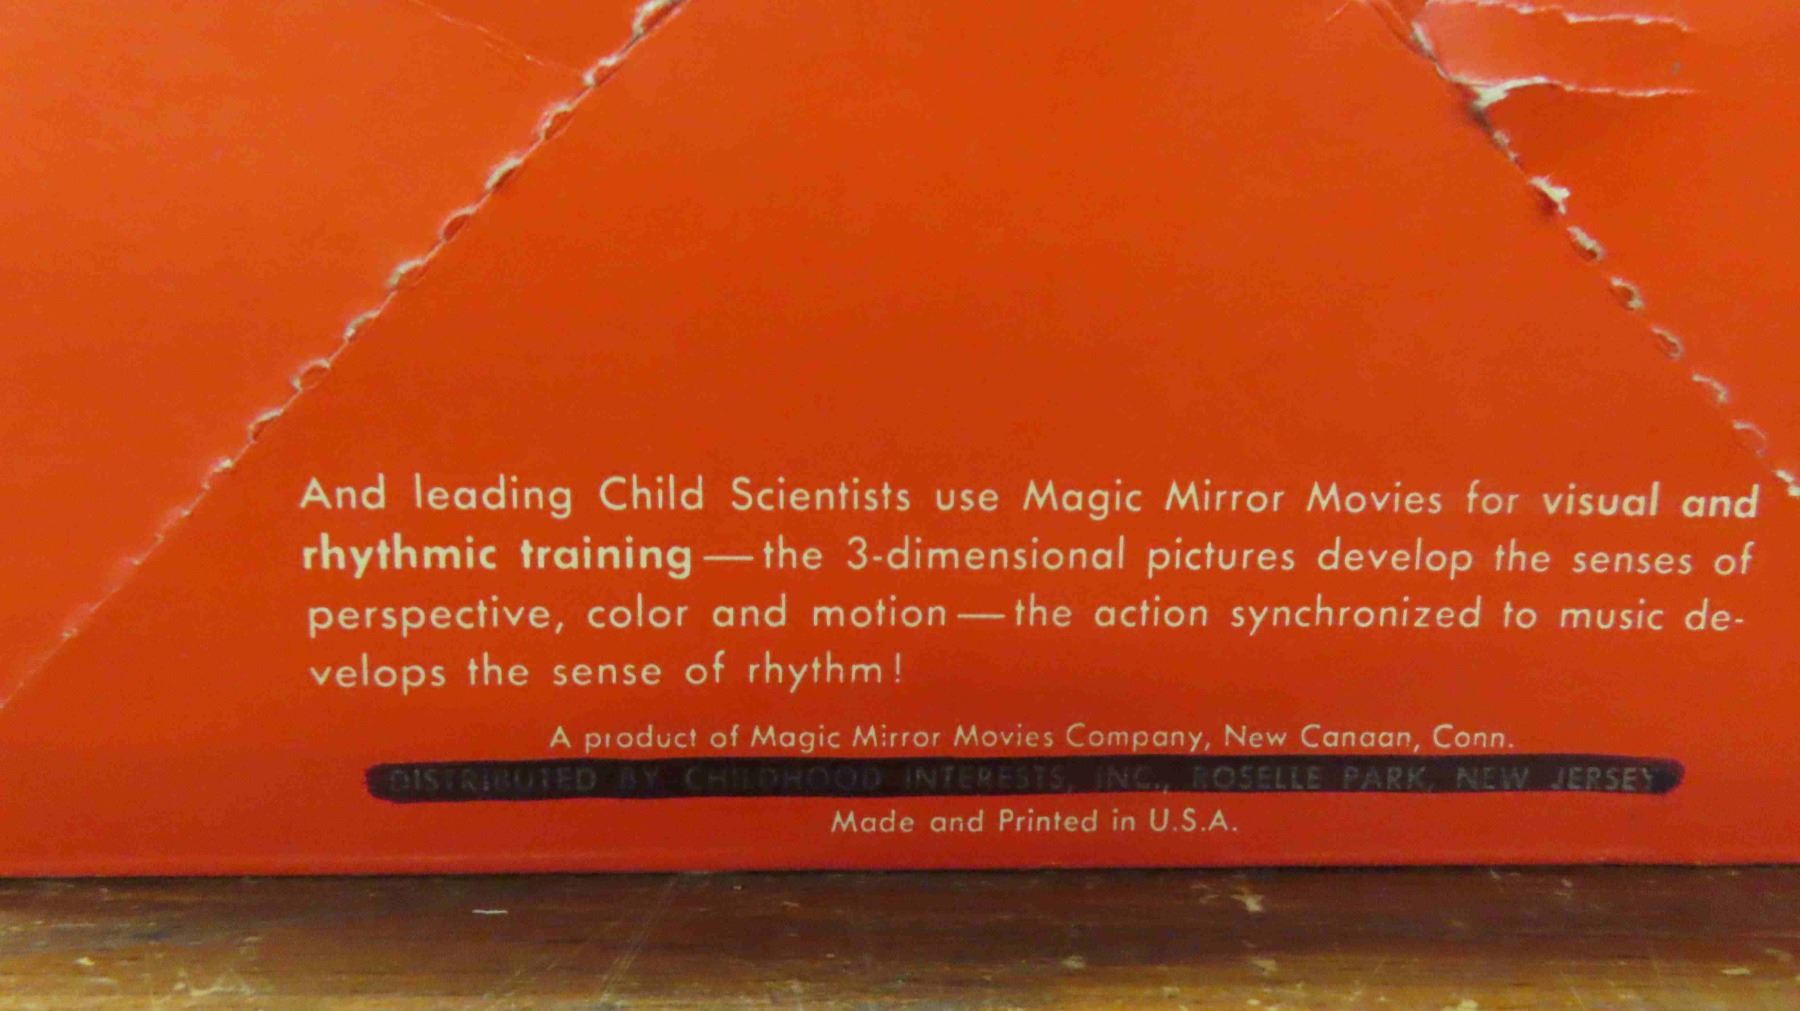 And leading Child Scientists use Magic Mirror Movies for visual and
rhythmic training — the 3-dimensional pictures develop the senses of
perspective, color and motion — the action synchronized to music de-
velops the sense of rhythm!
A product of Magic Mirror Movies Company, New Canaan, Conn.
DISTRIBUTED BY CHILDHOOD INTERESTS, INC., ROSELLE PARK, NEW JERSEY
Made and Printed in U.S.A.